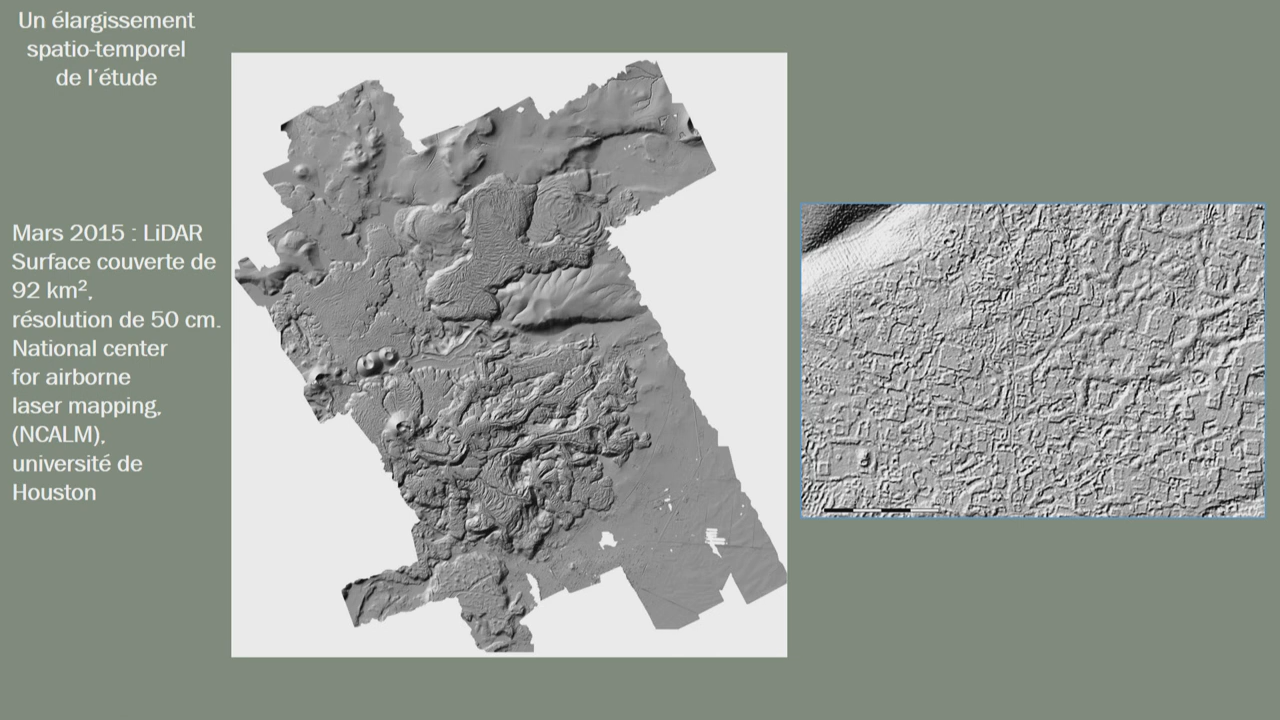 Un élargissement
spatio-temporel
de l'étude
Mars 2015 : LiDAR
Surface couverte de
92 km²,
résolution de 50 cm.
National center
for airborne
laser mapping,
(NCALM),
université de
Houston